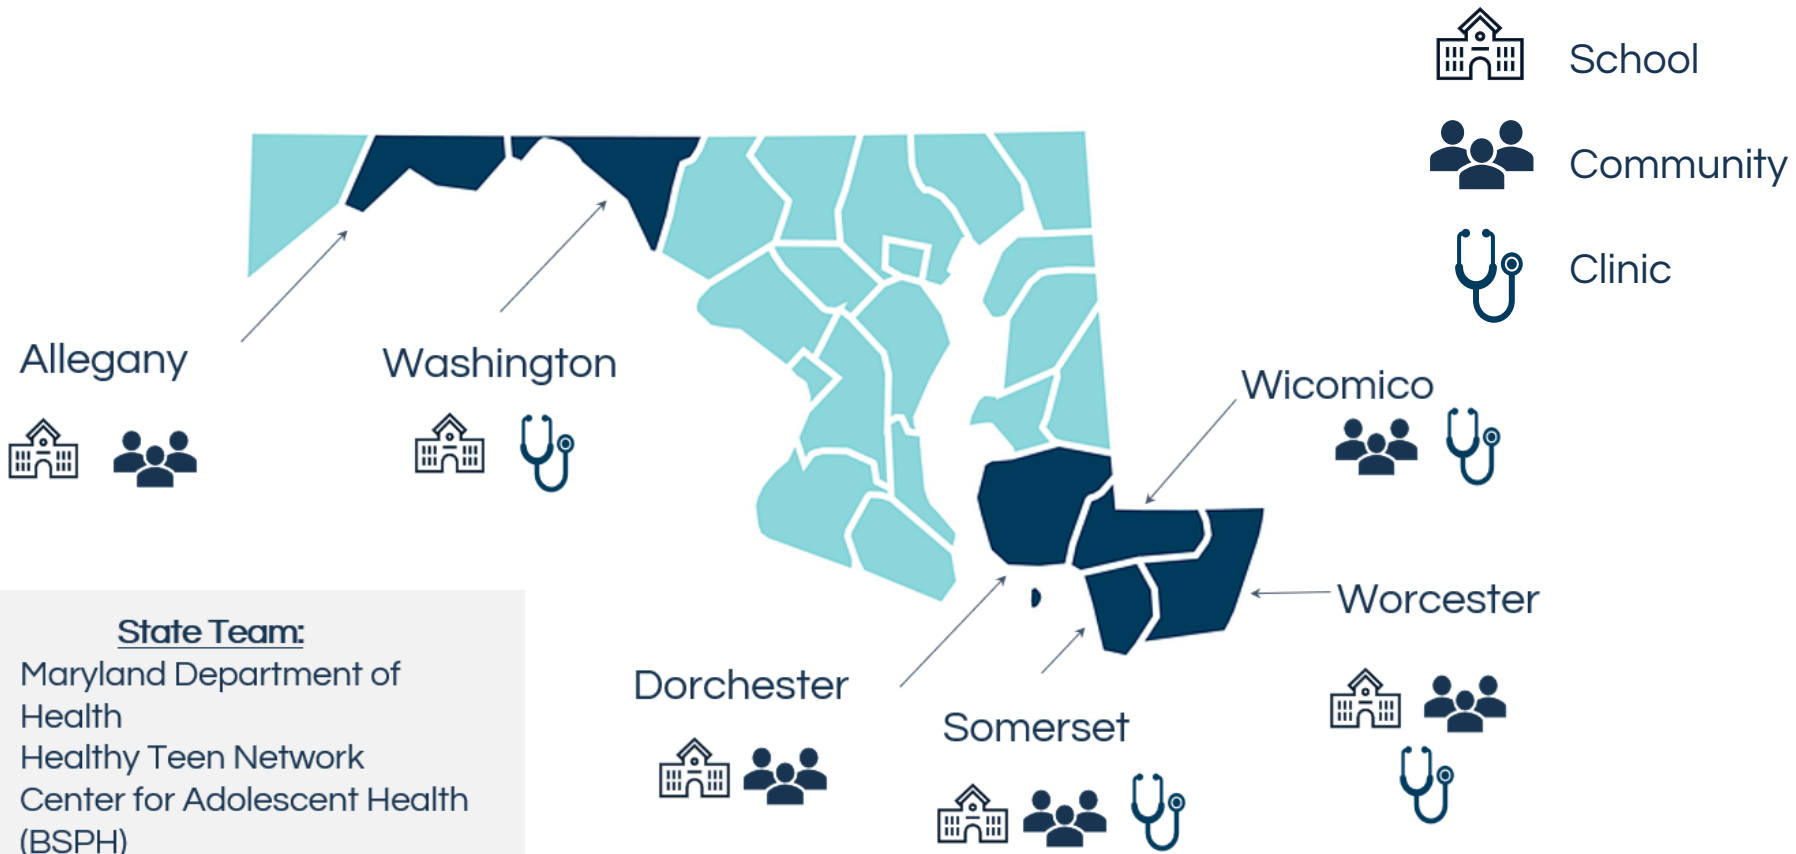 School
Community
Clinic
Allegany
Washington
Wicomico
Worcester
Dorchester
Somerset
State Team:
Maryland Department of
Health
Healthy Teen Network
Center for Adolescent Health
(BSPH)